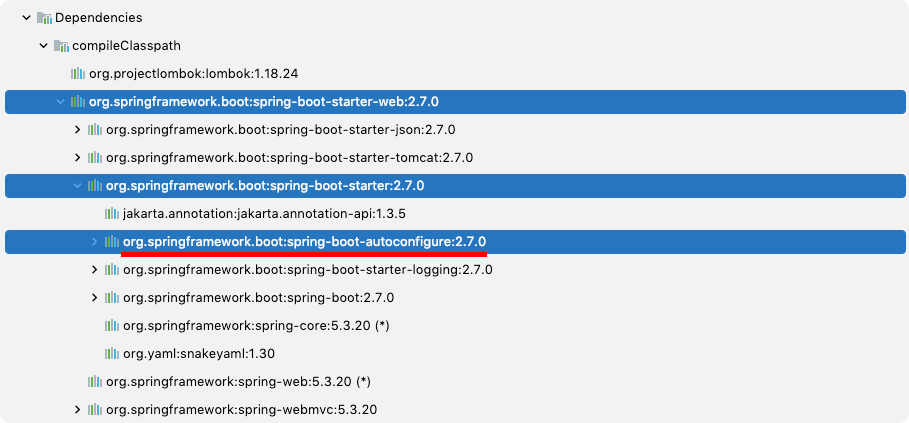 Dependencies
compileClasspath
org.projectlombok:lombok:1.18.24
org.springframework.boot:spring-boot-starter-web:2.7.0
org.springframework.boot:spring-boot-starter-json:2.7.0
org.springframework.boot:spring-boot-starter-tomcat:2.7.0
org.springframework.boot:spring-boot-starter:2.7.0
jakarta.annotation:jakarta.annotation-api:1.3.5
org.springframework.boot:spring-boot-autoconfigure:2.7.0
org.springframework.boot:spring-boot-starter-logging:2.7.0
org.springframework.boot:spring-boot:2.7.0
org.springframework:spring-core:5.3.20 (*)
org.yaml:snakeyaml:1.30
org.springframework:spring-web:5.3.20 (*)
org.springframework:spring-webmvc:5.3.20